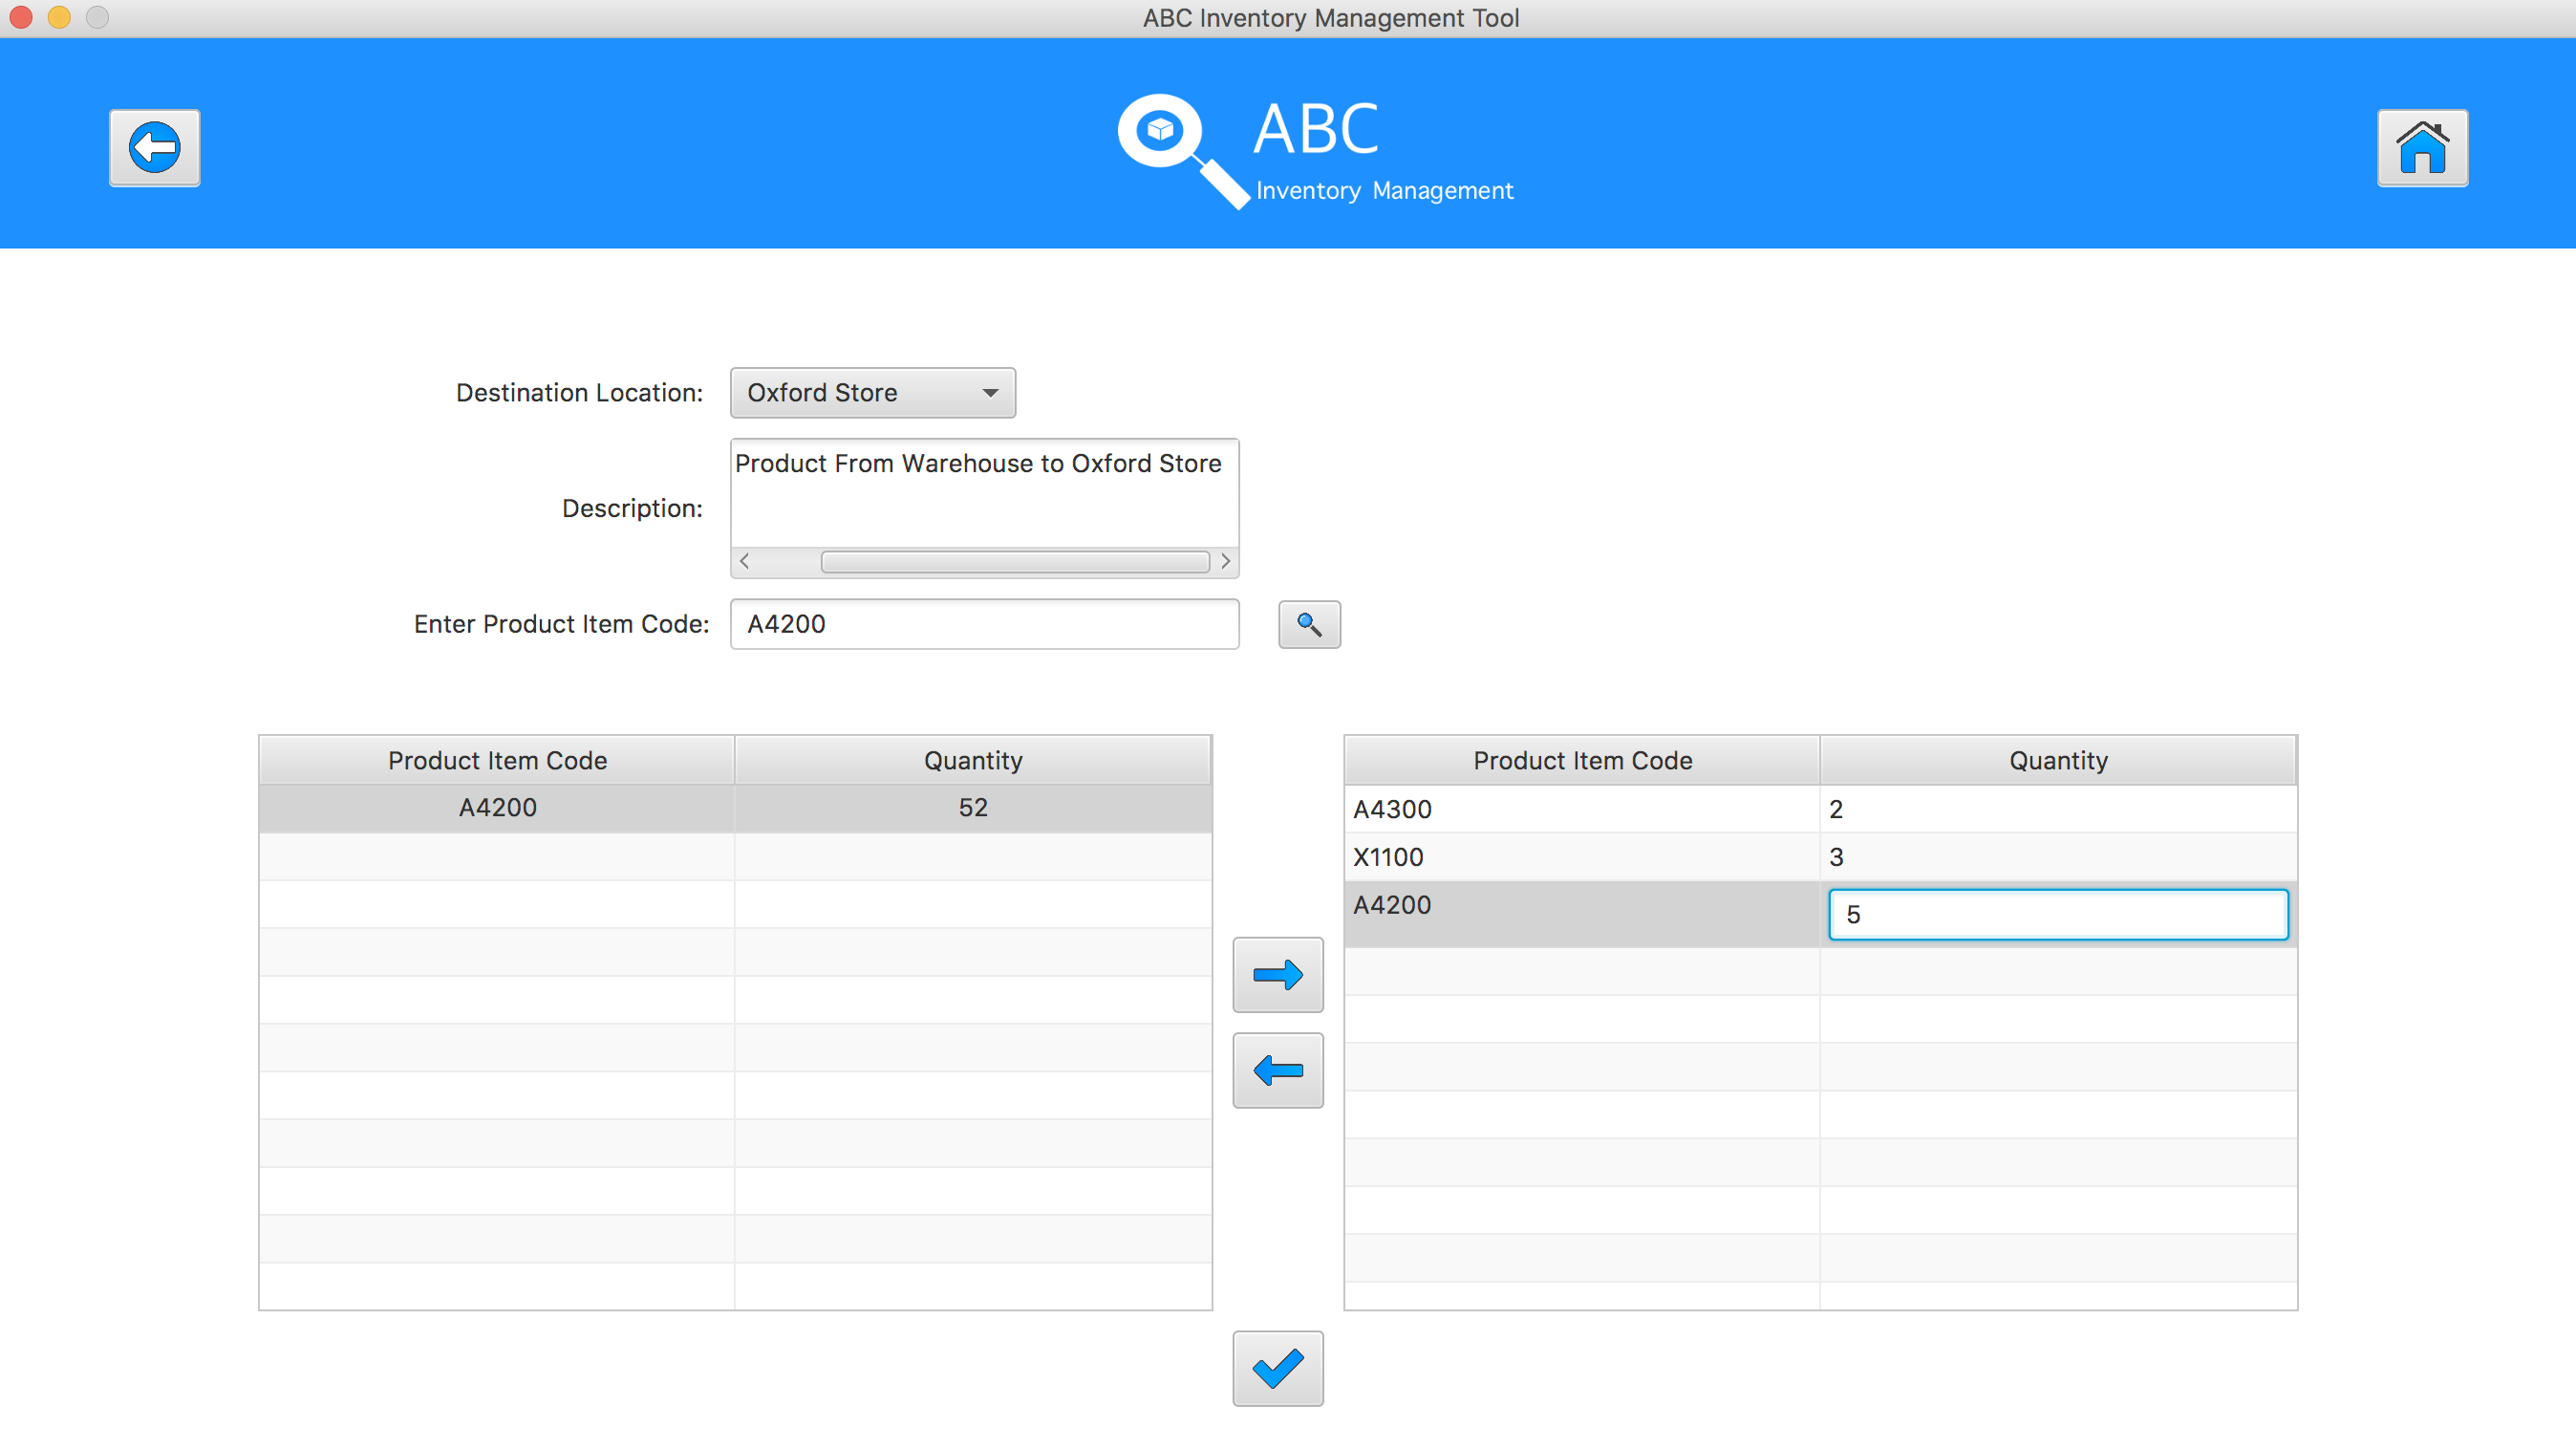 ABC Inventory Management Tool
ABC
Inventory Management
Destination Location: Oxford Store
Description: Product From Warehouse to Oxford Store
Enter Product Item Code: A4200
Product Item Code Quantity
A4200 52
Product Item Code Quantity
A4300 2
X1100 3
A4200 5